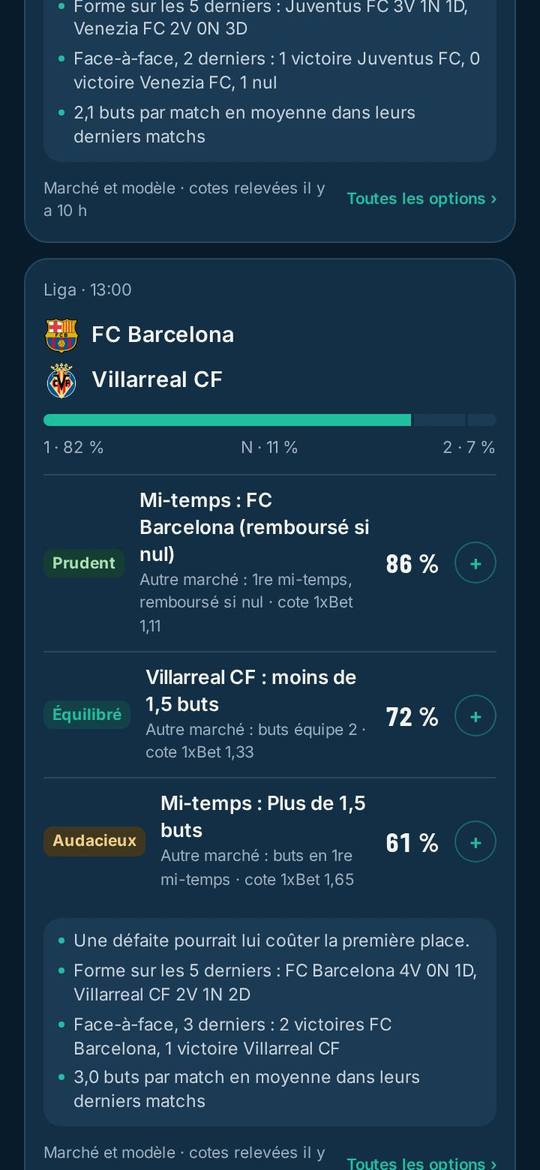 Forme sur les 5 derniers : Juventus FC 3V 1N 1D,
Venezia FC 2V 0N 3D
Face-à-face, 2 derniers : 1 victoire Juventus FC, 0
victoire Venezia FC, 1 nul
2,1 buts par match en moyenne dans leurs
derniers matchs
Marché et modèle · cotes relevées il y
a 10 h
Toutes les options ›
Liga · 13:00
FC Barcelona
Villarreal CF
1 · 82 %
N · 11 %
2 · 7 %
Prudent
Mi-temps : FC
Barcelona (remboursé si
nul)
Autre marché : 1re mi-temps,
remboursé si nul · cote 1xBet
1,11
86 %
+
Équilibré
Villarreal CF : moins de
1,5 buts
Autre marché : buts équipe 2 ·
cote 1xBet 1,33
72 %
+
Audacieux
Mi-temps : Plus de 1,5
buts
Autre marché : buts en 1re
mi-temps · cote 1xBet 1,65
61 %
+
Une défaite pourrait lui coûter la première place.
Forme sur les 5 derniers : FC Barcelona 4V 0N 1D,
Villarreal CF 2V 1N 2D
Face-à-face, 3 derniers : 2 victoires FC
Barcelona, 1 victoire Villarreal CF
3,0 buts par match en moyenne dans leurs
derniers matchs
Marché et modèle · cotes relevées il y
Toutes les options ›